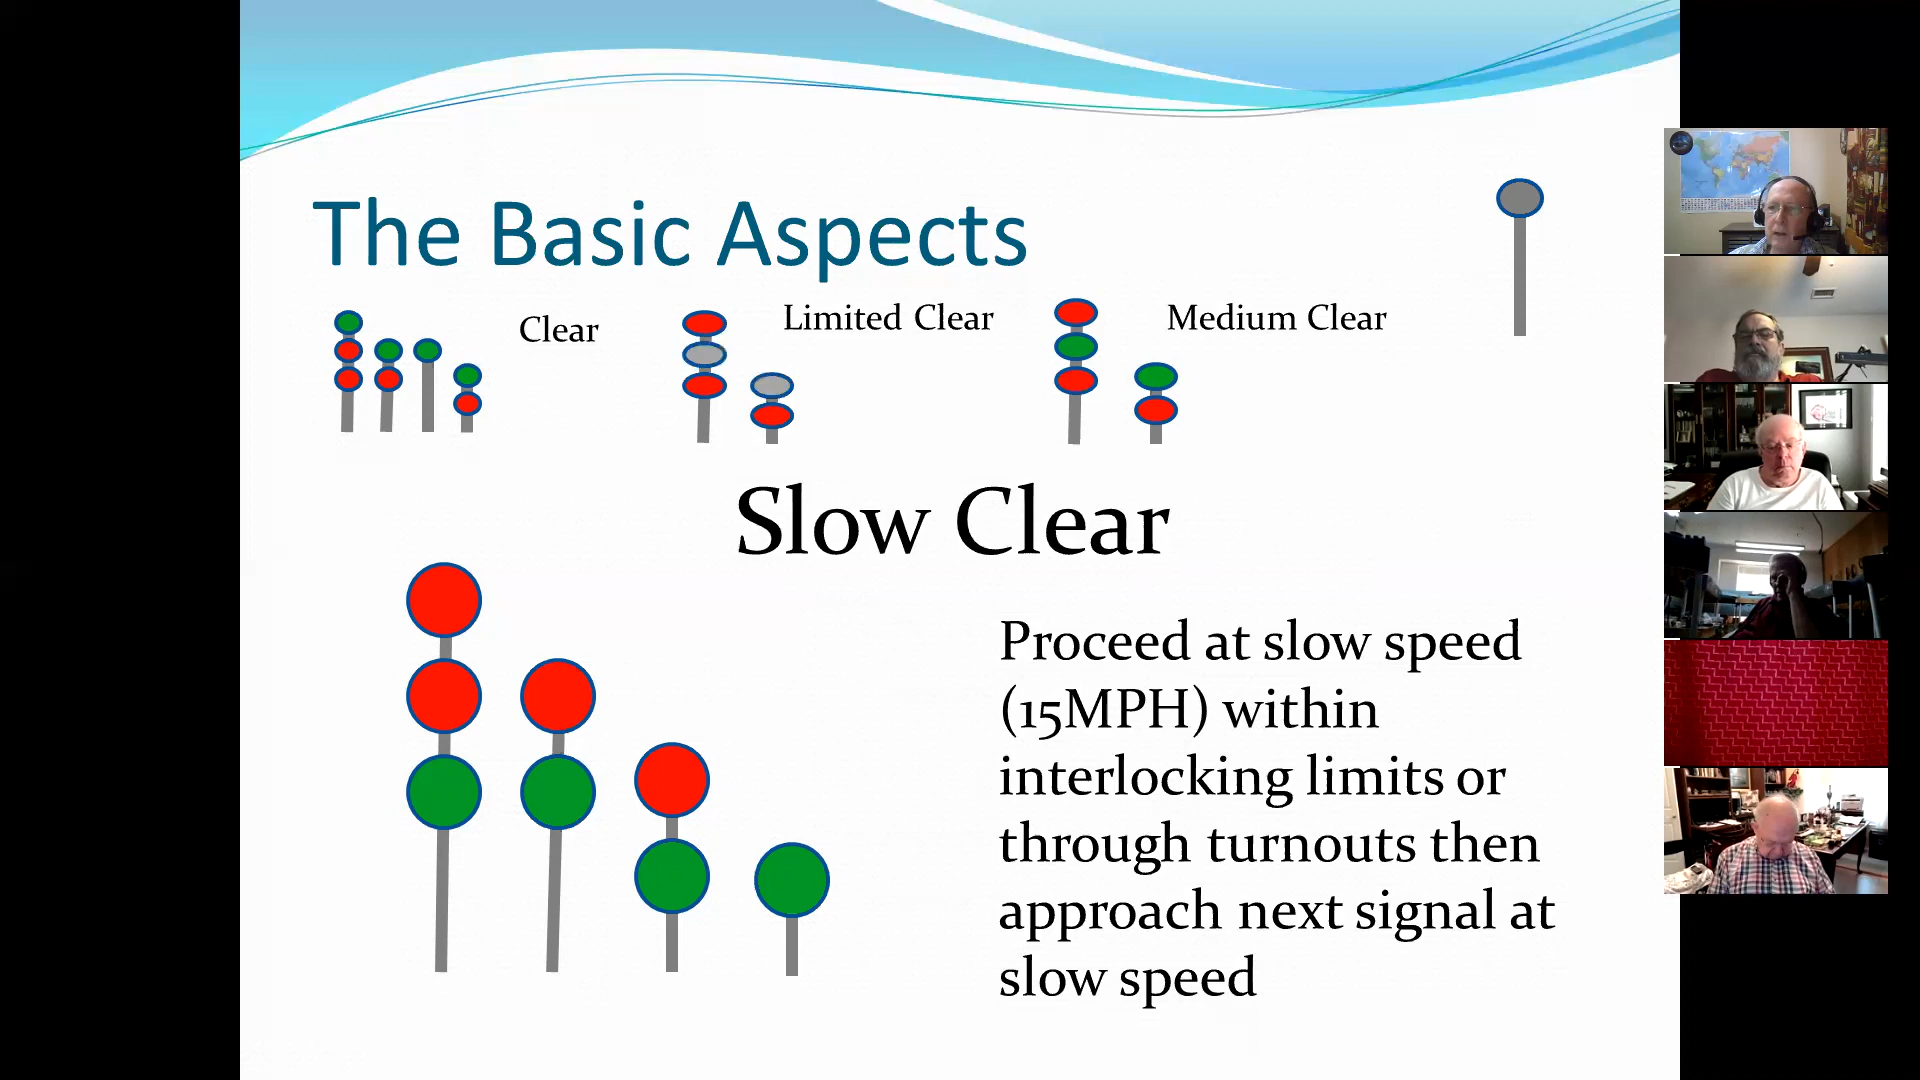 The Basic Aspects
Clear
Limited Clear
Medium Clear
Slow Clear
Proceed at slow speed
(15MPH) within
interlocking limits or
through turnouts then
approach next signal at
slow speed